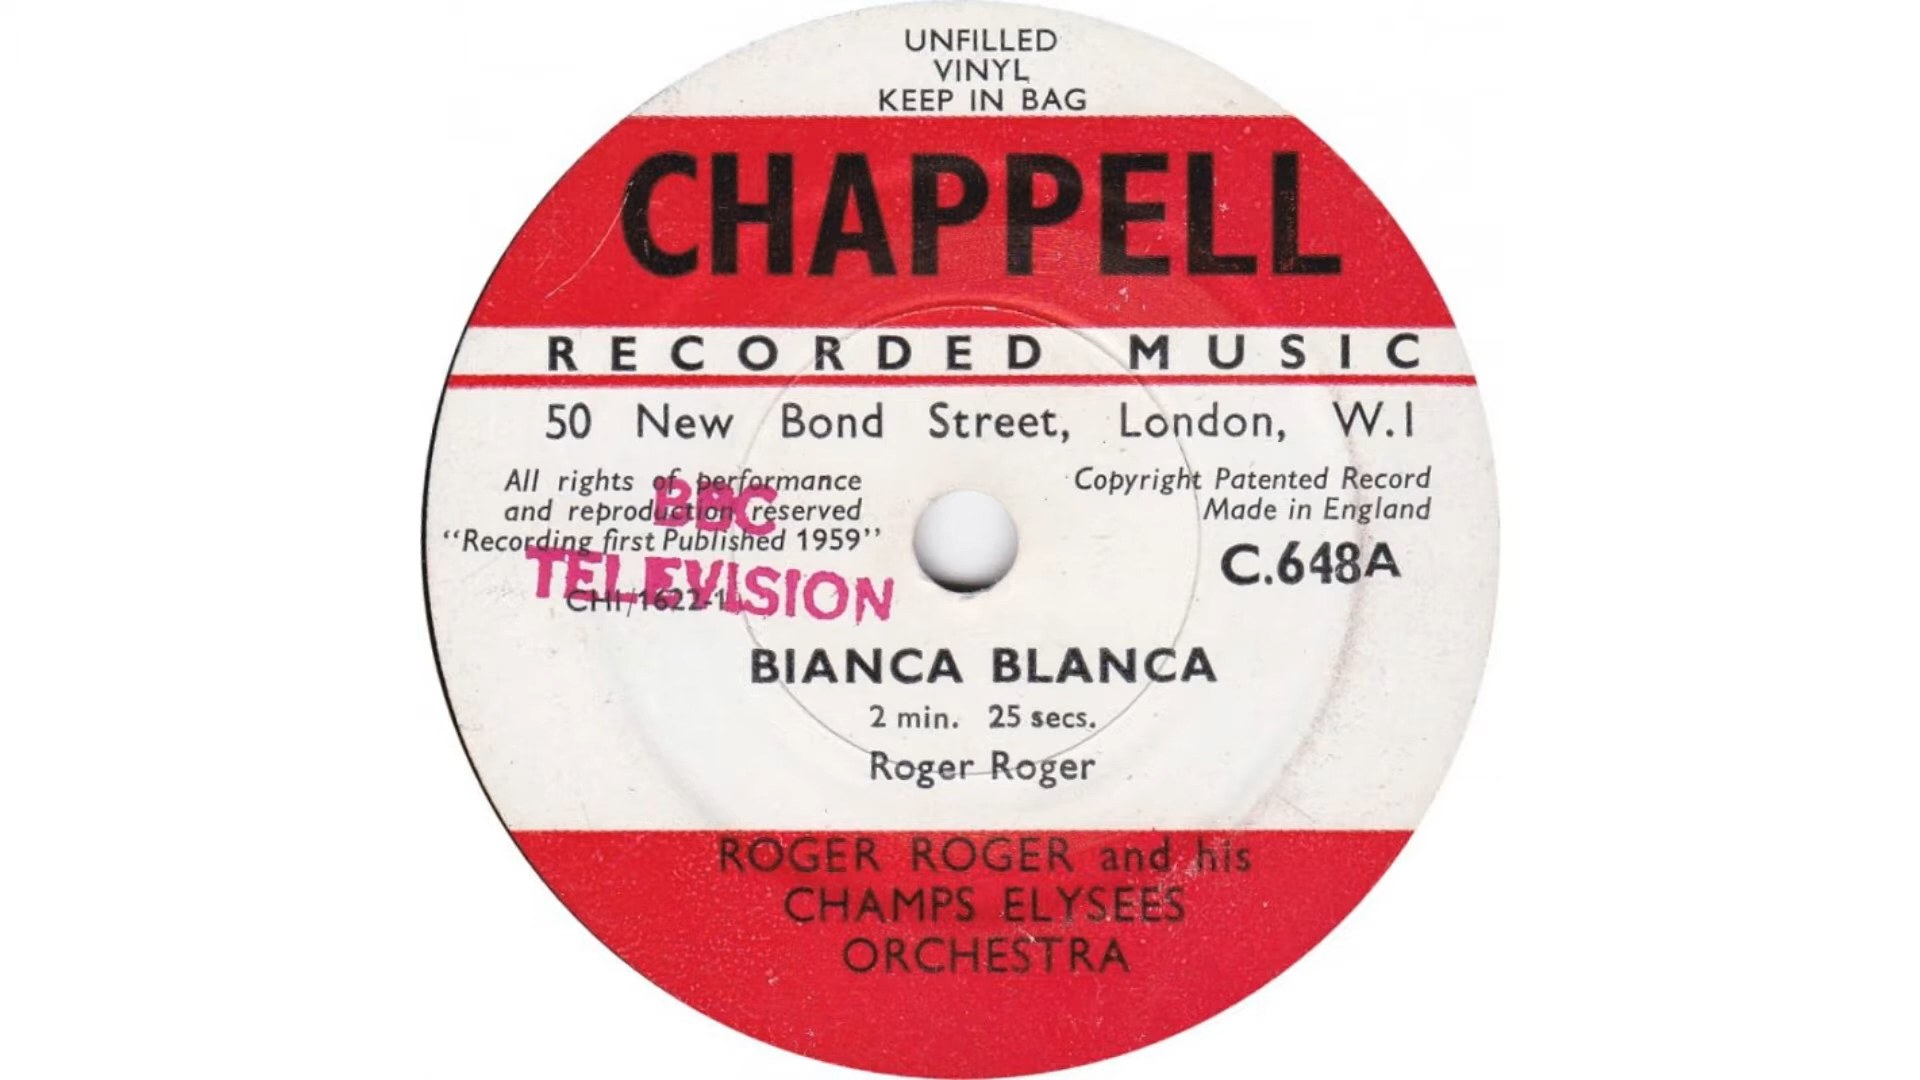 UNFILLED
VINYL
KEEP IN BAG
CHAPPELL
RECORDED MUSIC
50 New Bond Street, London, W.1
All rights of performance
and reproduction reserved
"Recording first Published 1959"
CHI/1622-1
BBC
TELEVISION
Copyright Patented Record
Made in England
C.648A
BIANCA BLANCA
2 min. 25 secs.
Roger Roger
ROGER ROGER and his
CHAMPS ELYSEES
ORCHESTRA